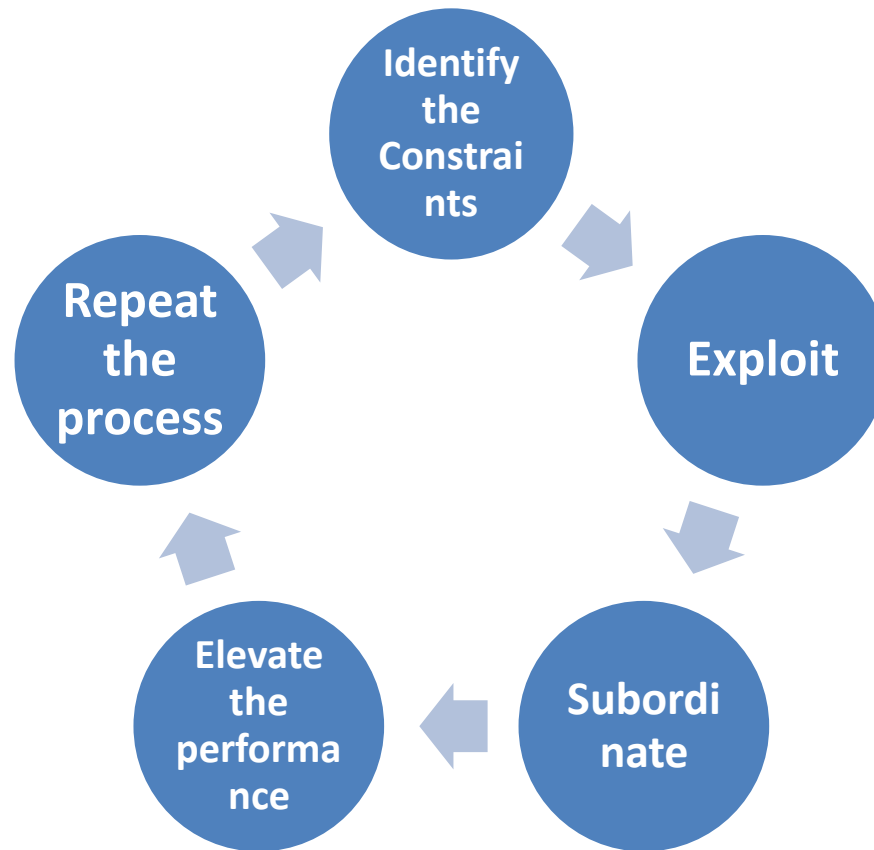 Identify
the
Constrai
nts
Exploit
Subordi
nate
Elevate
the
performa
nce
Repeat
the
process